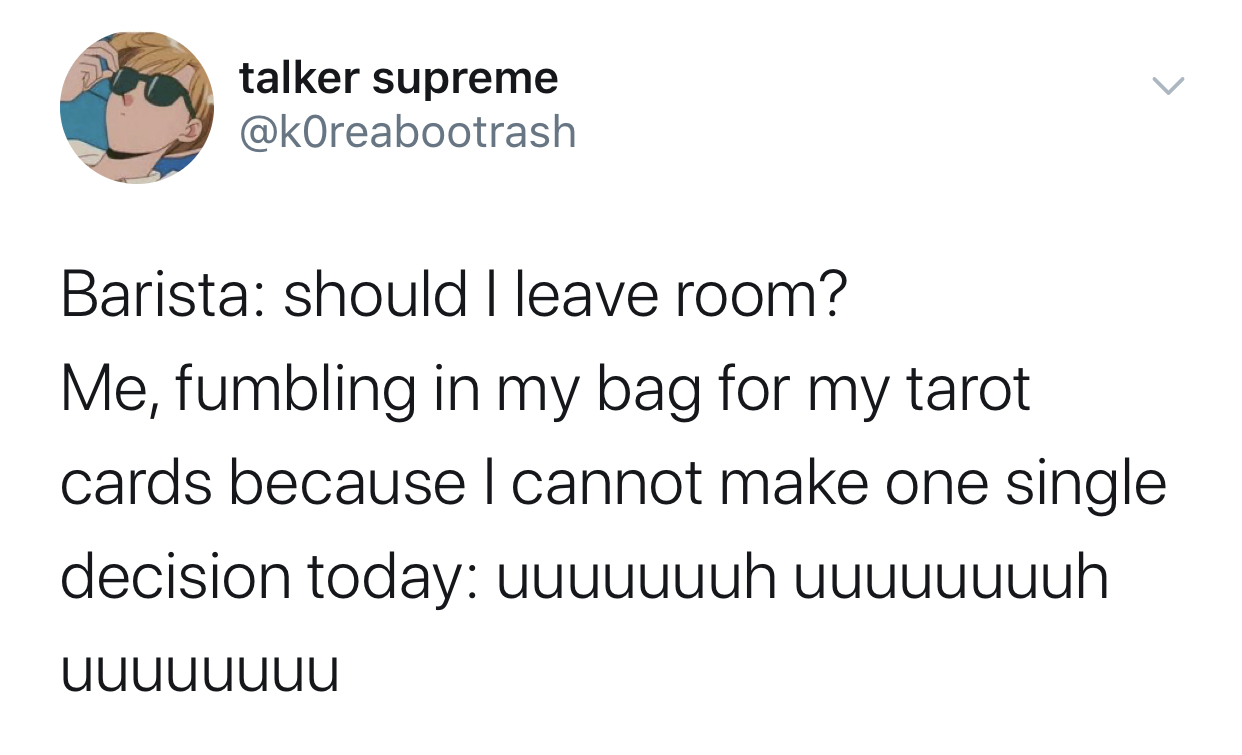 talker supreme
@k0reabootrash
Barista: should I leave room?
Me, fumbling in my bag for my tarot
cards because I cannot make one single
decision today: uuuuuuuh uuuuuuuuh
uuuuuuuu